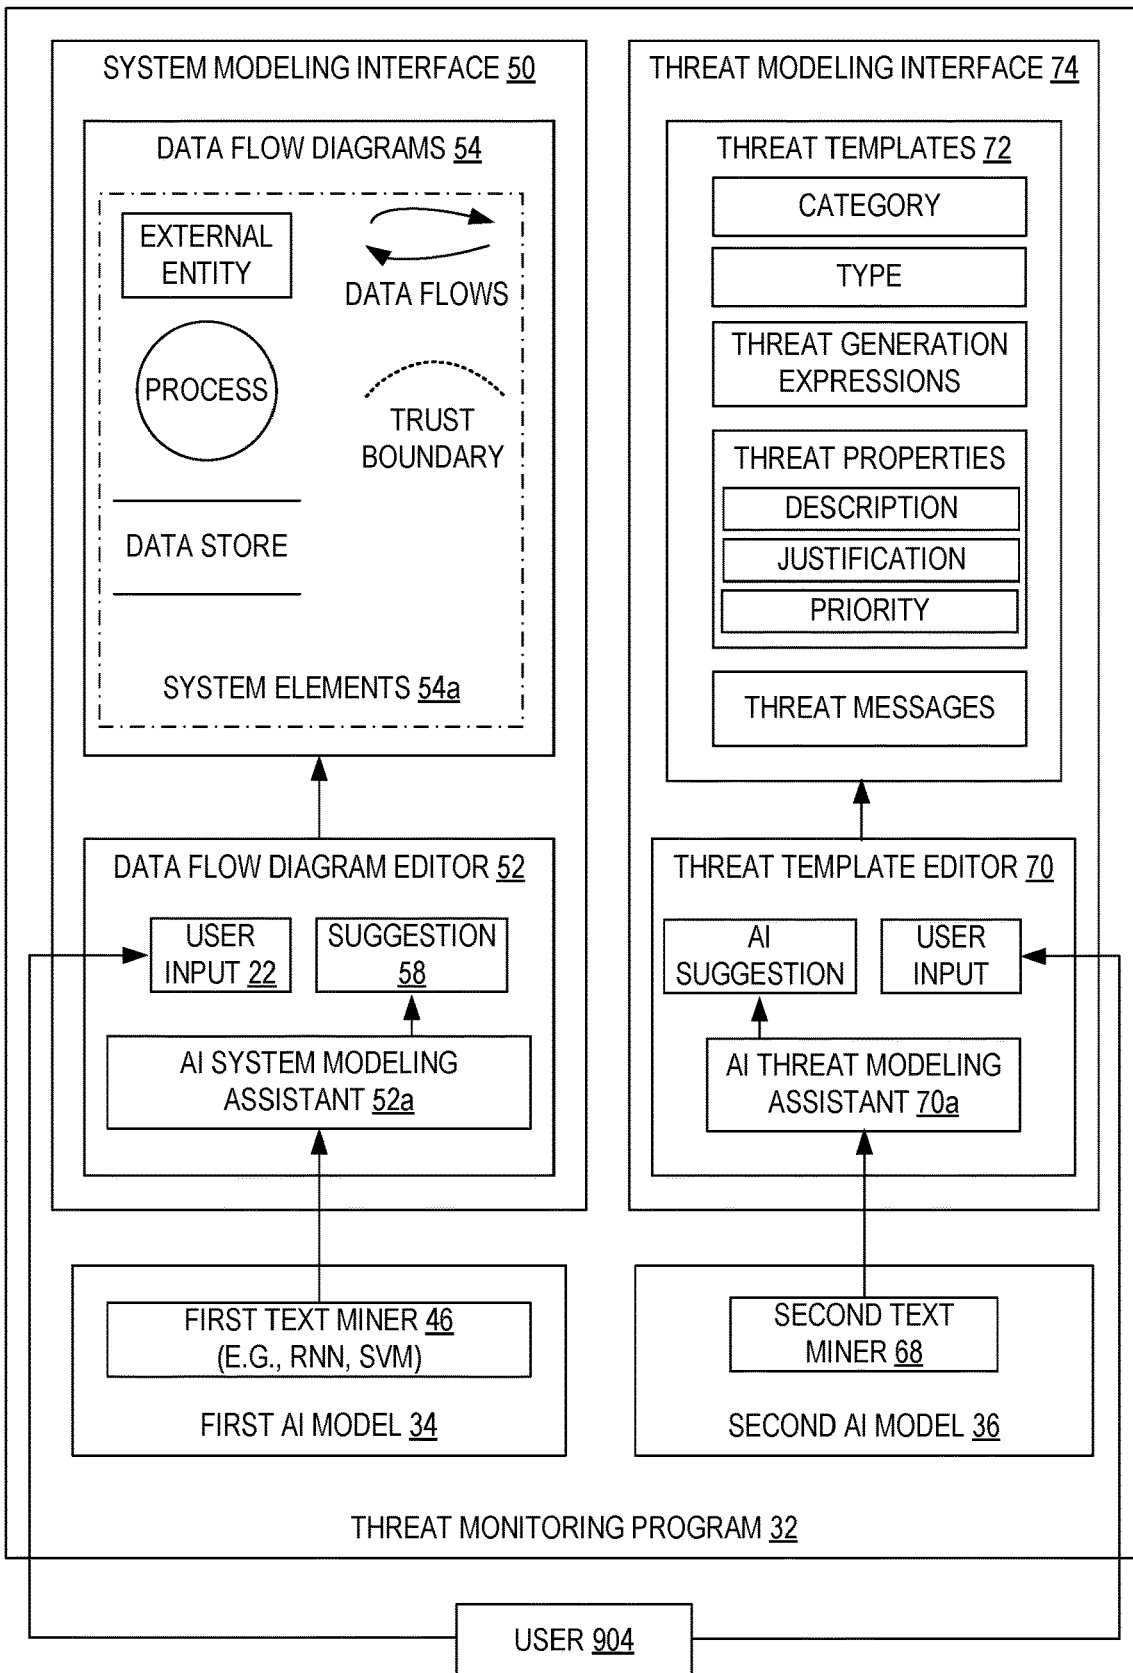 SYSTEM MODELING INTERFACE 50
DATA FLOW DIAGRAMS 54
EXTERNAL
ENTITY
DATA FLOWS
PROCESS
TRUST
BOUNDARY
DATA STORE
SYSTEM ELEMENTS 54a
DATA FLOW DIAGRAM EDITOR 52
USER
INPUT 22
SUGGESTION
58
AI SYSTEM MODELING
ASSISTANT 52a
FIRST TEXT MINER 46
(E.G., RNN, SVM)
FIRST AI MODEL 34
THREAT MODELING INTERFACE 74
THREAT TEMPLATES 72
CATEGORY
TYPE
THREAT GENERATION
EXPRESSIONS
THREAT PROPERTIES
DESCRIPTION
JUSTIFICATION
PRIORITY
THREAT MESSAGES
THREAT TEMPLATE EDITOR 70
AI
SUGGESTION
USER
INPUT
AI THREAT MODELING
ASSISTANT 70a
SECOND TEXT
MINER 68
SECOND AI MODEL 36
THREAT MONITORING PROGRAM 32
USER 904